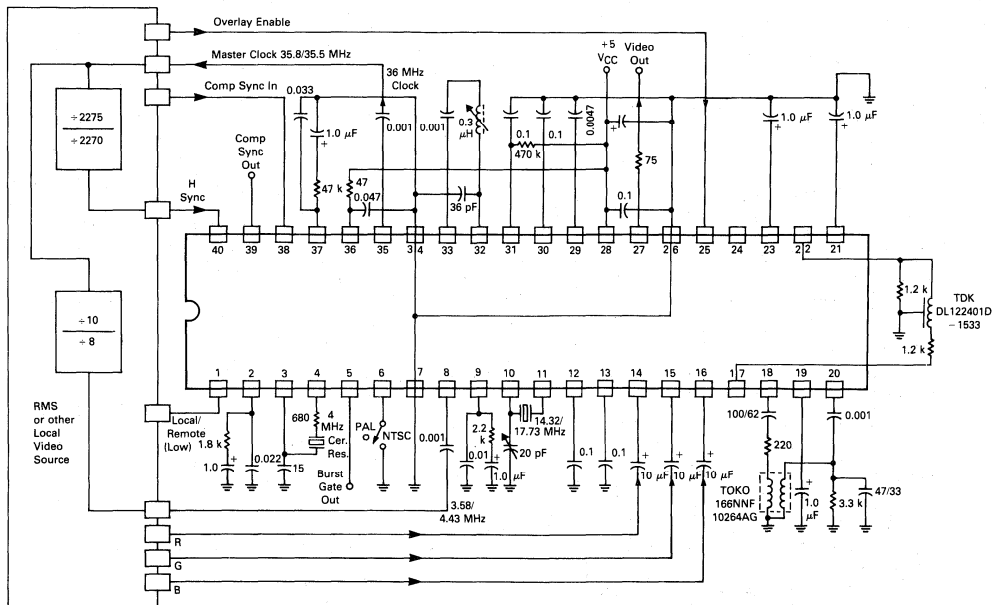 Overlay Enable
Master Clock 35.8/35.5 MHz
Comp Sync In
÷2275
÷2270
Comp
Sync
Out
H
Sync
36 MHz
Clock
0.033
1.0 µF
+
47 k
0.001
47
0.047
0.001
0.3
µH
36 pF
0.1
0.1
0.0047
470 k
+5
VCC
Video
Out
+
75
0.1
1.0 µF
+
1.0 µF
+
40
39
38
37
36
35
3 4
33
32
31
30
29
28
27
2 6
25
24
23
2 2
21
1.2 k
TDK
DL122401D
-1533
1.2 k
÷10
÷8
1
2
3
4
5
6
7
8
9
10
11
12
13
14
15
16
1 7
18
19
20
RMS
or other
Local
Video
Source
Local/
Remote
(Low)
1.8 k
+
1.0
0.022
15
680
4
MHz
Cer.
Res.
Burst
Gate
Out
PAL
NTSC
0.001
3.58/
4.43 MHz
2.2
k
0.01
+
1.0
µF
20 pF
14.32/
17.73 MHz
0.1
0.1
+
10 µF
+
10 µF
+
10 µF
100/62
220
TOKO
166NNF
10264AG
+
1.0
µF
0.001
3.3 k
47/33
R
G
B